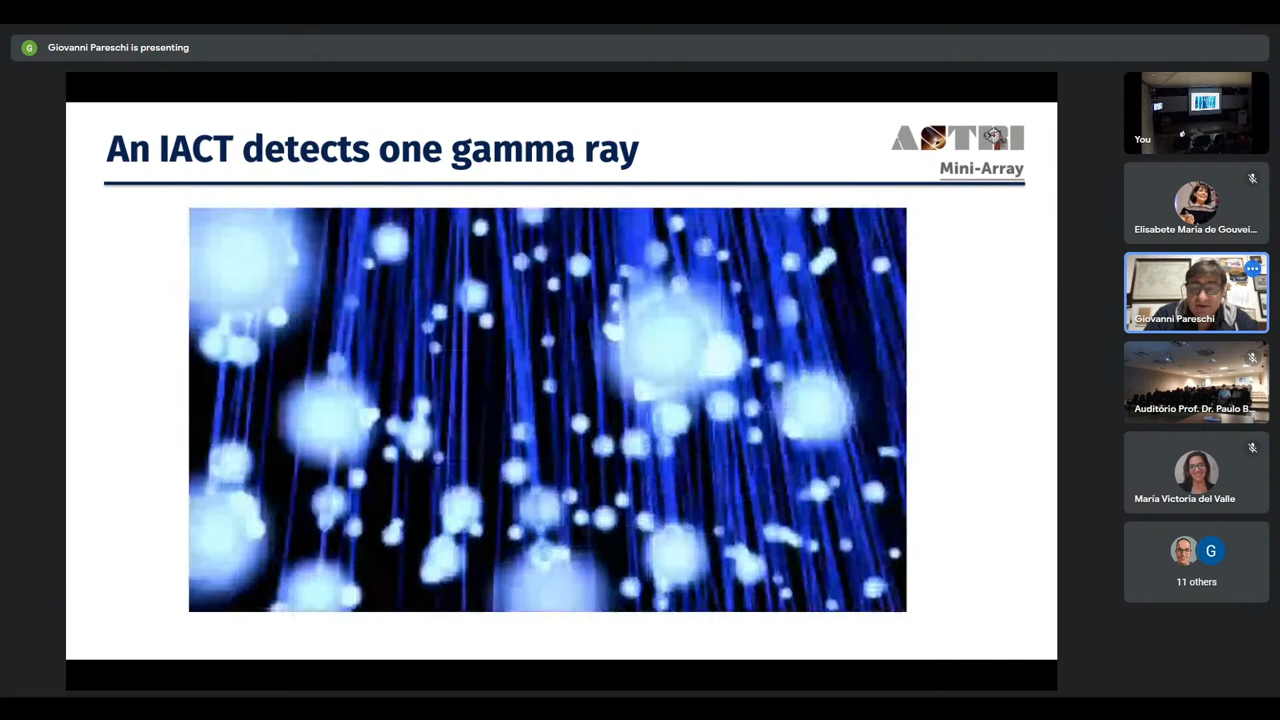 G
Giovanni Pareschi is presenting
An IACT detects one gamma ray
ASTRI
Mini-Array
You
Elisabete Maria de Gouvei...
Giovanni Pareschi
Auditório Prof. Dr. Paulo B...
María Victoria del Valle
G
11 others